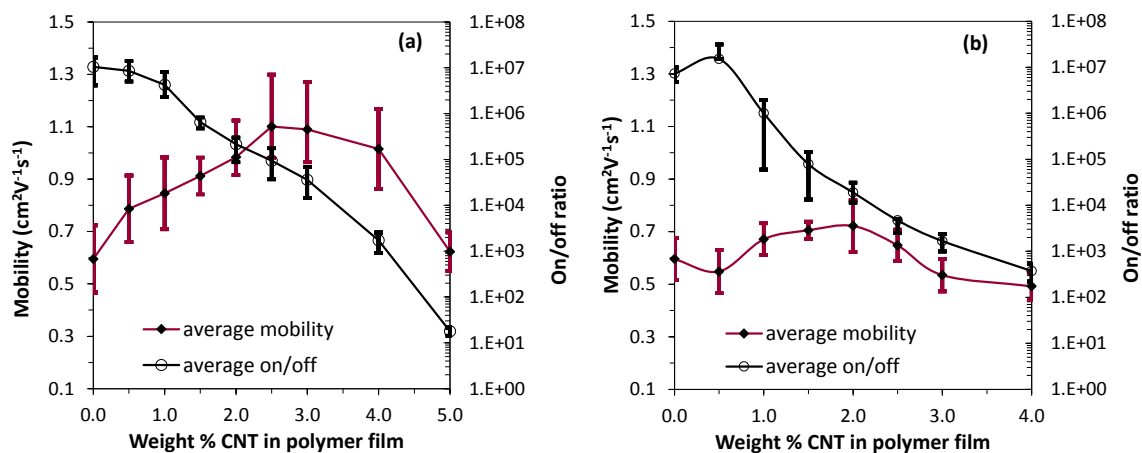 (a)
1.5
1.3
1.1
0.9
0.7
0.5
0.3
0.1
Mobility (cm²V⁻¹s⁻¹)
1.E+08
1.E+07
1.E+06
1.E+05
1.E+04
1.E+03
1.E+02
1.E+01
1.E+00
On/off ratio
average mobility
average on/off
0.0 1.0 2.0 3.0 4.0 5.0
Weight % CNT in polymer film
(b)
1.5
1.3
1.1
0.9
0.7
0.5
0.3
0.1
Mobility (cm²V⁻¹s⁻¹)
1.E+08
1.E+07
1.E+06
1.E+05
1.E+04
1.E+03
1.E+02
1.E+01
1.E+00
On/off ratio
average mobility
average on/off
0.0 1.0 2.0 3.0 4.0
Weight % CNT in polymer film